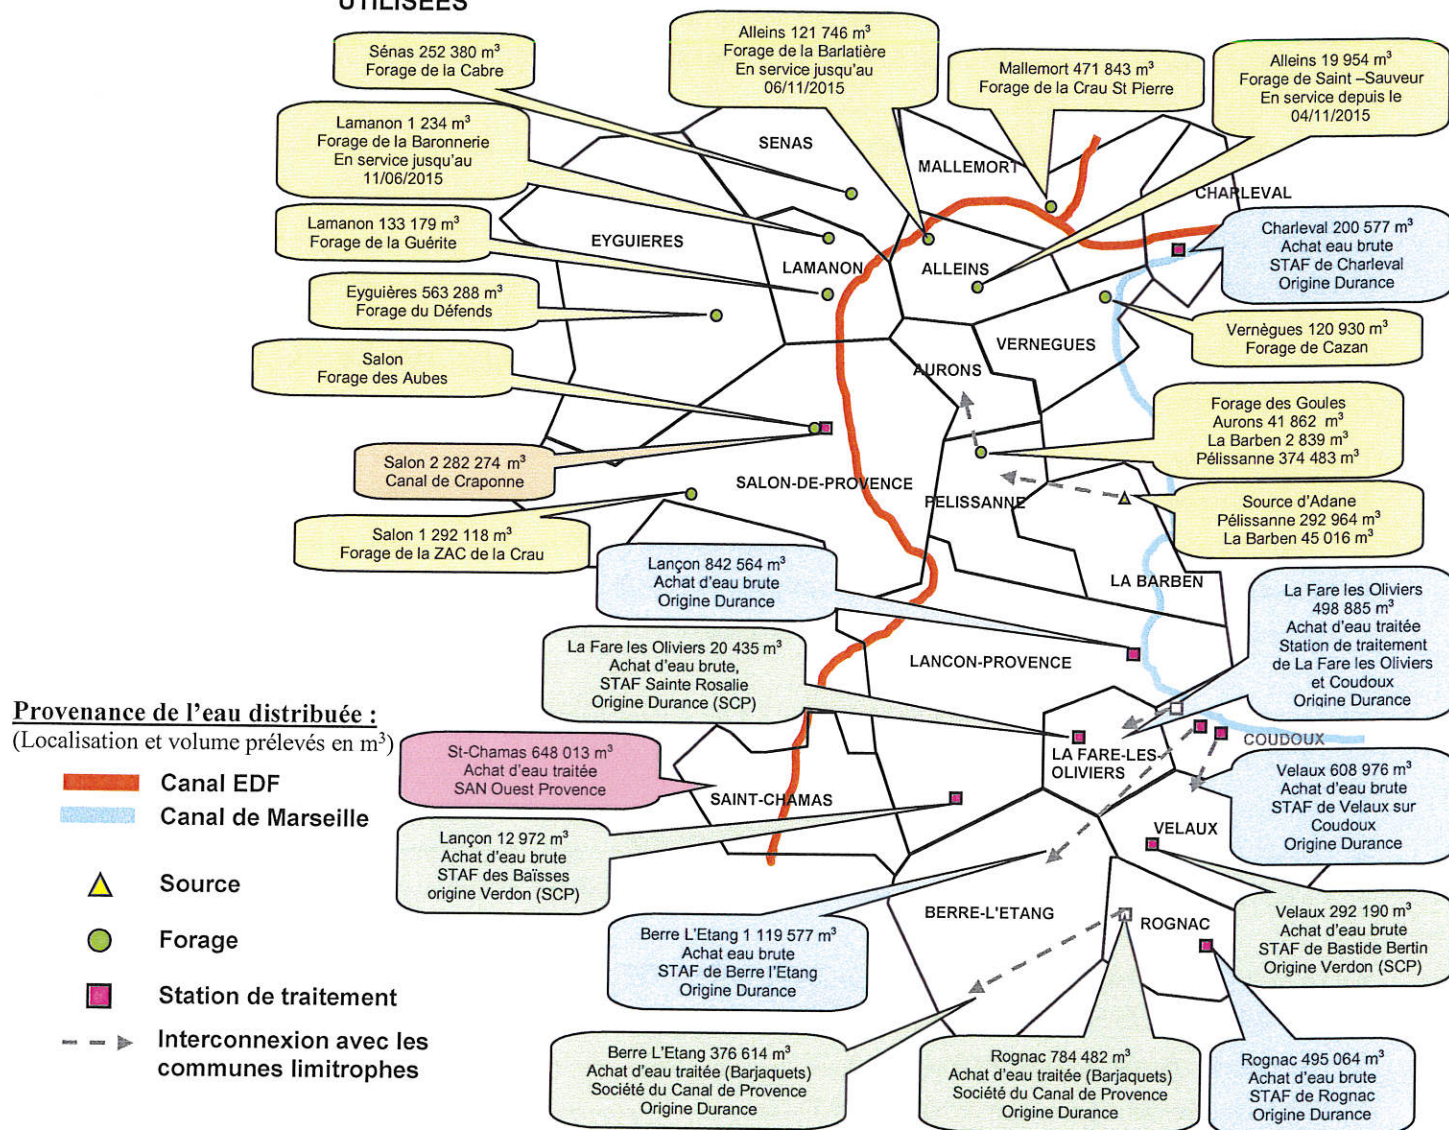 UTILISEES
Sénas 252 380 m³
Forage de la Cabre
Alleins 121 746 m³
Forage de la Barlatière
En service jusqu'au
06/11/2015
Mallemort 471 843 m³
Forage de la Crau St Pierre
Alleins 19 954 m³
Forage de Saint –Sauveur
En service depuis le
04/11/2015
Lamanon 1 234 m³
Forage de la Baronnerie
En service jusqu'au
11/06/2015
Lamanon 133 179 m³
Forage de la Guérite
Eyguières 563 288 m³
Forage du Défends
Salon
Forage des Aubes
Salon 2 282 274 m³
Canal de Craponne
Salon 1 292 118 m³
Forage de la ZAC de la Crau
SENAS
MALLEMORT
CHARLEVAL
EYGUIERES
LAMANON
ALLEINS
VERNEGUES
AURONS
SALON-DE-PROVENCE
PELISSANNE
LA BARBEN
LANCON-PROVENCE
LA FARE-LES-
OLIVIERS
COUDOUX
SAINT-CHAMAS
VELAUX
BERRE-L'ETANG
ROGNAC
Charleval 200 577 m³
Achat eau brute
STAF de Charleval
Origine Durance
Vernègues 120 930 m³
Forage de Cazan
Forage des Goules
Aurons 41 862 m³
La Barben 2 839 m³
Pélissanne 374 483 m³
Source d'Adane
Pélissanne 292 964 m³
La Barben 45 016 m³
Lançon 842 564 m³
Achat d'eau brute
Origine Durance
La Fare les Oliviers
498 885 m³
Achat d'eau traitée
Station de traitement
de La Fare les Oliviers
et Coudoux
Origine Durance
La Fare les Oliviers 20 435 m³
Achat d'eau brute,
STAF Sainte Rosalie
Origine Durance (SCP)
St-Chamas 648 013 m³
Achat d'eau traitée
SAN Ouest Provence
Lançon 12 972 m³
Achat d'eau brute
STAF des Baïsses
origine Verdon (SCP)
Velaux 608 976 m³
Achat d'eau brute
STAF de Velaux sur
Coudoux
Origine Durance
Velaux 292 190 m³
Achat d'eau brute
STAF de Bastide Bertin
Origine Verdon (SCP)
Berre L'Etang 1 119 577 m³
Achat eau brute
STAF de Berre l'Etang
Origine Durance
Berre L'Etang 376 614 m³
Achat d'eau traitée (Barjaquets)
Société du Canal de Provence
Origine Durance
Rognac 784 482 m³
Achat d'eau traitée (Barjaquets)
Société du Canal de Provence
Origine Durance
Rognac 495 064 m³
Achat d'eau brute
STAF de Rognac
Origine Durance
Provenance de l'eau distribuée :
(Localisation et volume prélevés en m³)
Canal EDF
Canal de Marseille
Source
Forage
Station de traitement
Interconnexion avec les
communes limitrophes